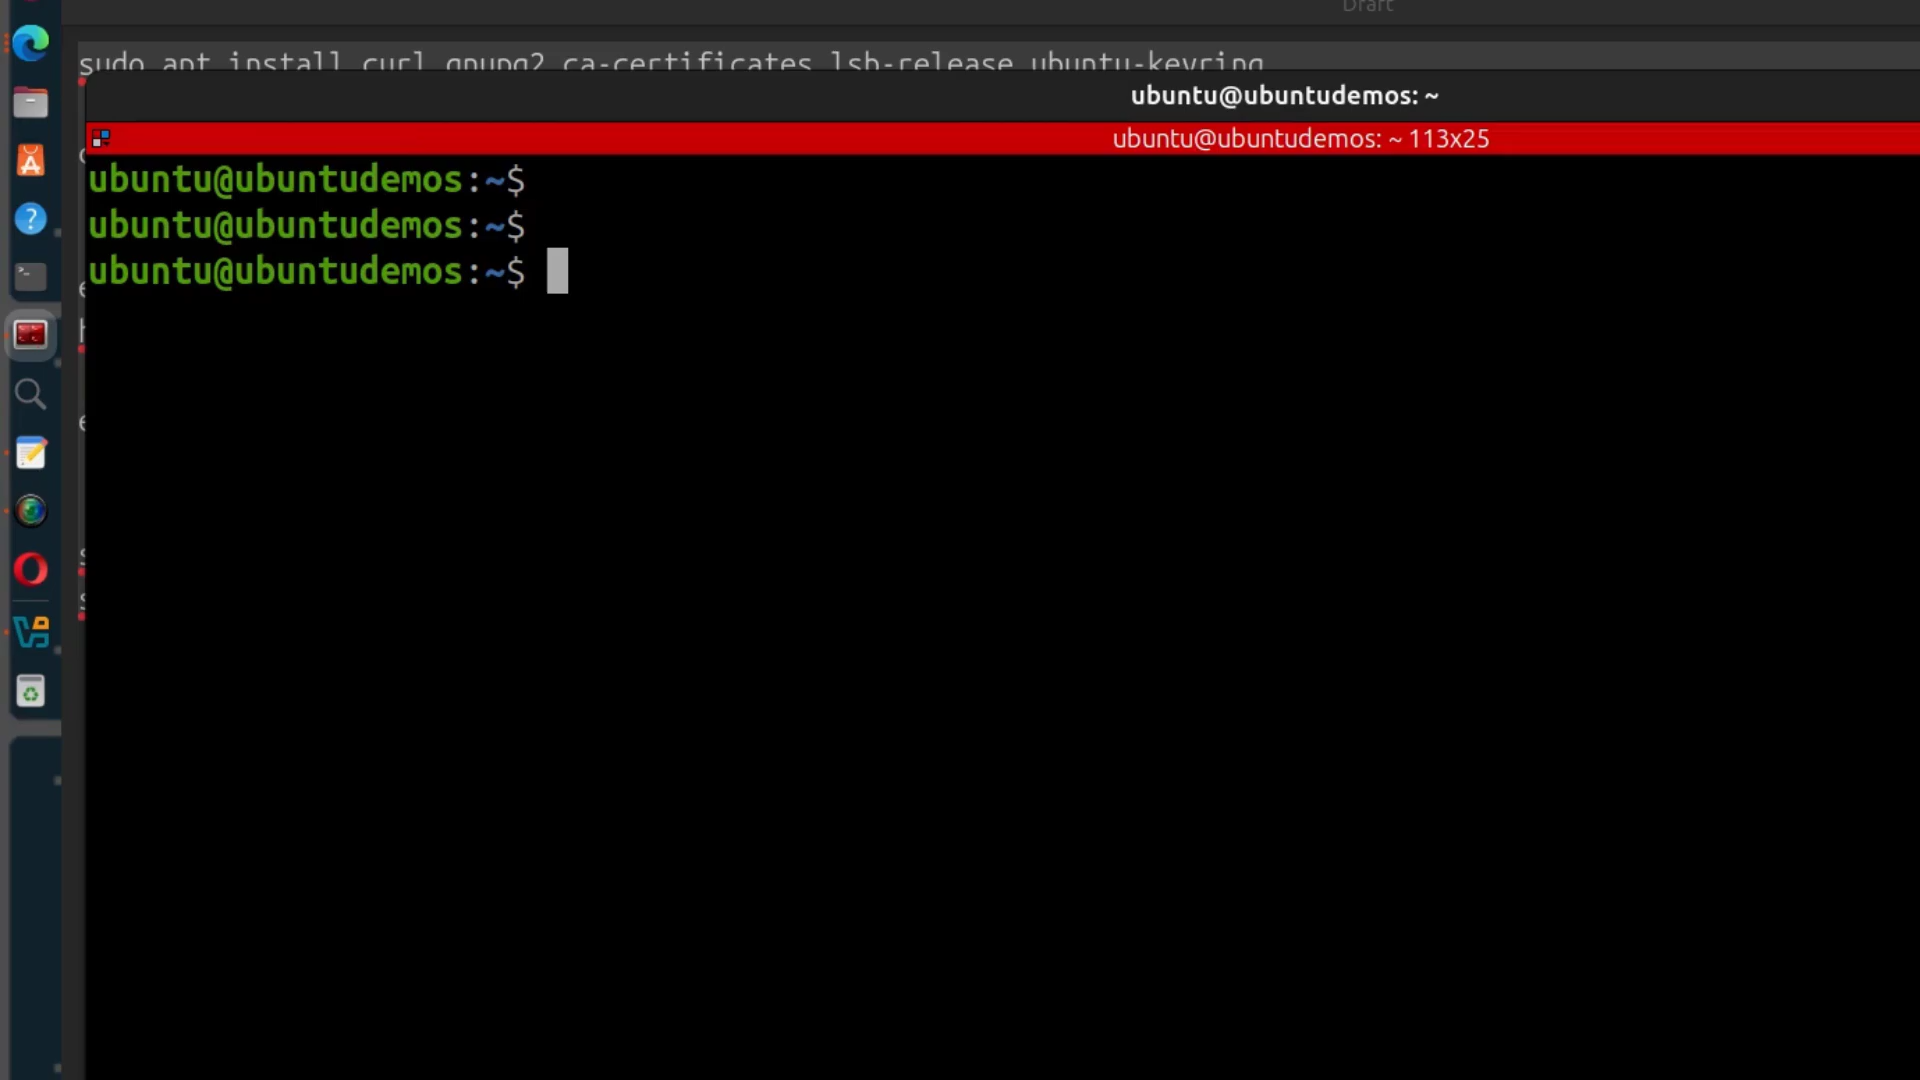 Draft
sudo apt install curl gnupg2 ca-certificates lsb-release ubuntu-keyring
ubuntu@ubuntudemos: ~
ubuntu@ubuntudemos: ~ 113x25
ubuntu@ubuntudemos:~$
ubuntu@ubuntudemos:~$
ubuntu@ubuntudemos:~$